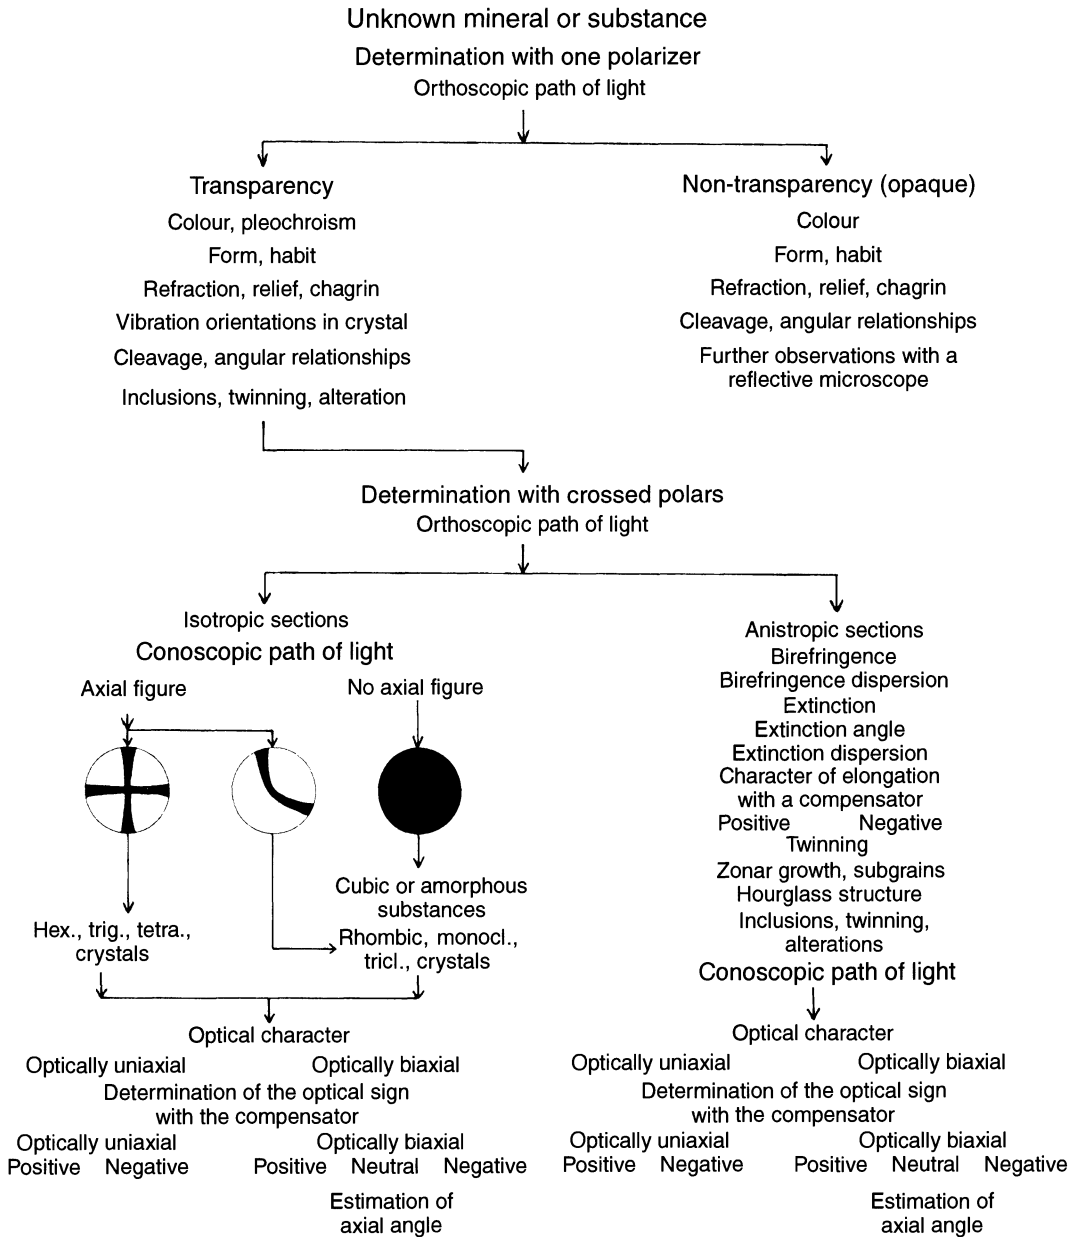 Unknown mineral or substance
Determination with one polarizer
Orthoscopic path of light
Transparency
Colour, pleochroism
Form, habit
Refraction, relief, chagrin
Vibration orientations in crystal
Cleavage, angular relationships
Inclusions, twinning, alteration
Non-transparency (opaque)
Colour
Form, habit
Refraction, relief, chagrin
Cleavage, angular relationships
Further observations with a
reflective microscope
Determination with crossed polars
Orthoscopic path of light
Isotropic sections
Conoscopic path of light
Axial figure
No axial figure
Hex., trig., tetra.,
crystals
Cubic or amorphous
substances
Rhombic, monocl.,
tricl., crystals
Optical character
Optically uniaxial
Optically biaxial
Determination of the optical sign
with the compensator
Optically uniaxial
Optically biaxial
Positive Negative
Positive Neutral Negative
Estimation of
axial angle
Anistropic sections
Birefringence
Birefringence dispersion
Extinction
Extinction angle
Extinction dispersion
Character of elongation
with a compensator
Positive Negative
Twinning
Zonar growth, subgrains
Hourglass structure
Inclusions, twinning,
alterations
Conoscopic path of light
Optical character
Optically uniaxial
Optically biaxial
Determination of the optical sign
with the compensator
Optically uniaxial
Optically biaxial
Positive Negative
Positive Neutral Negative
Estimation of
axial angle